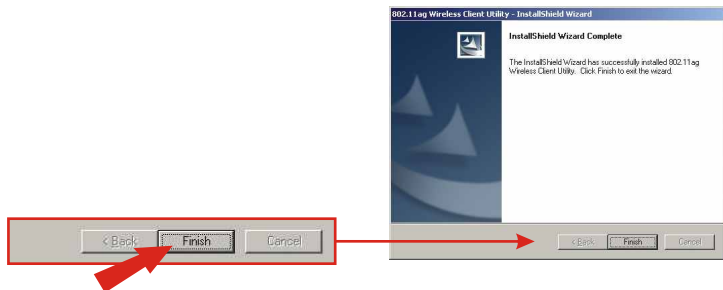 802.11ag Wireless Client Utility - InstallShield Wizard
InstallShield Wizard Complete
The InstallShield Wizard has successfully installed 802.11ag
Wireless Client Utility. Click Finish to exit the wizard.
< Back Finish Cancel
< Back Finish Cancel